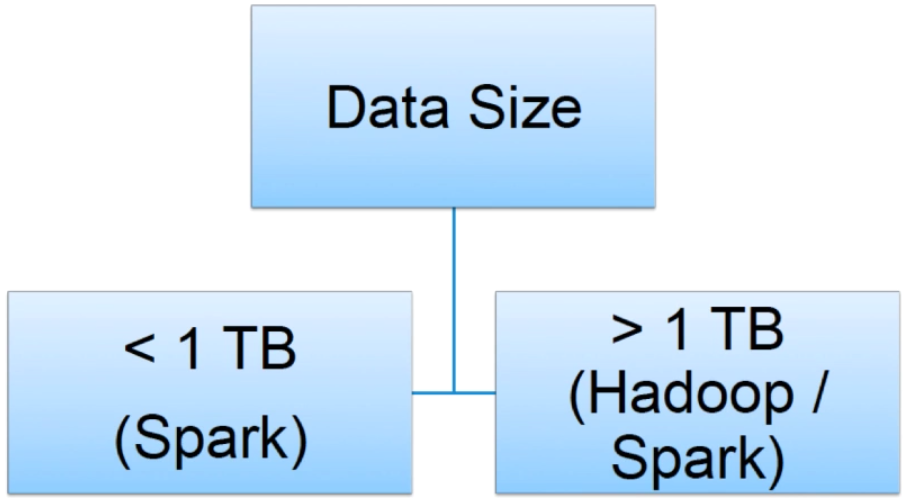 Data Size
< 1 TB
(Spark)
> 1 TB
(Hadoop /
Spark)